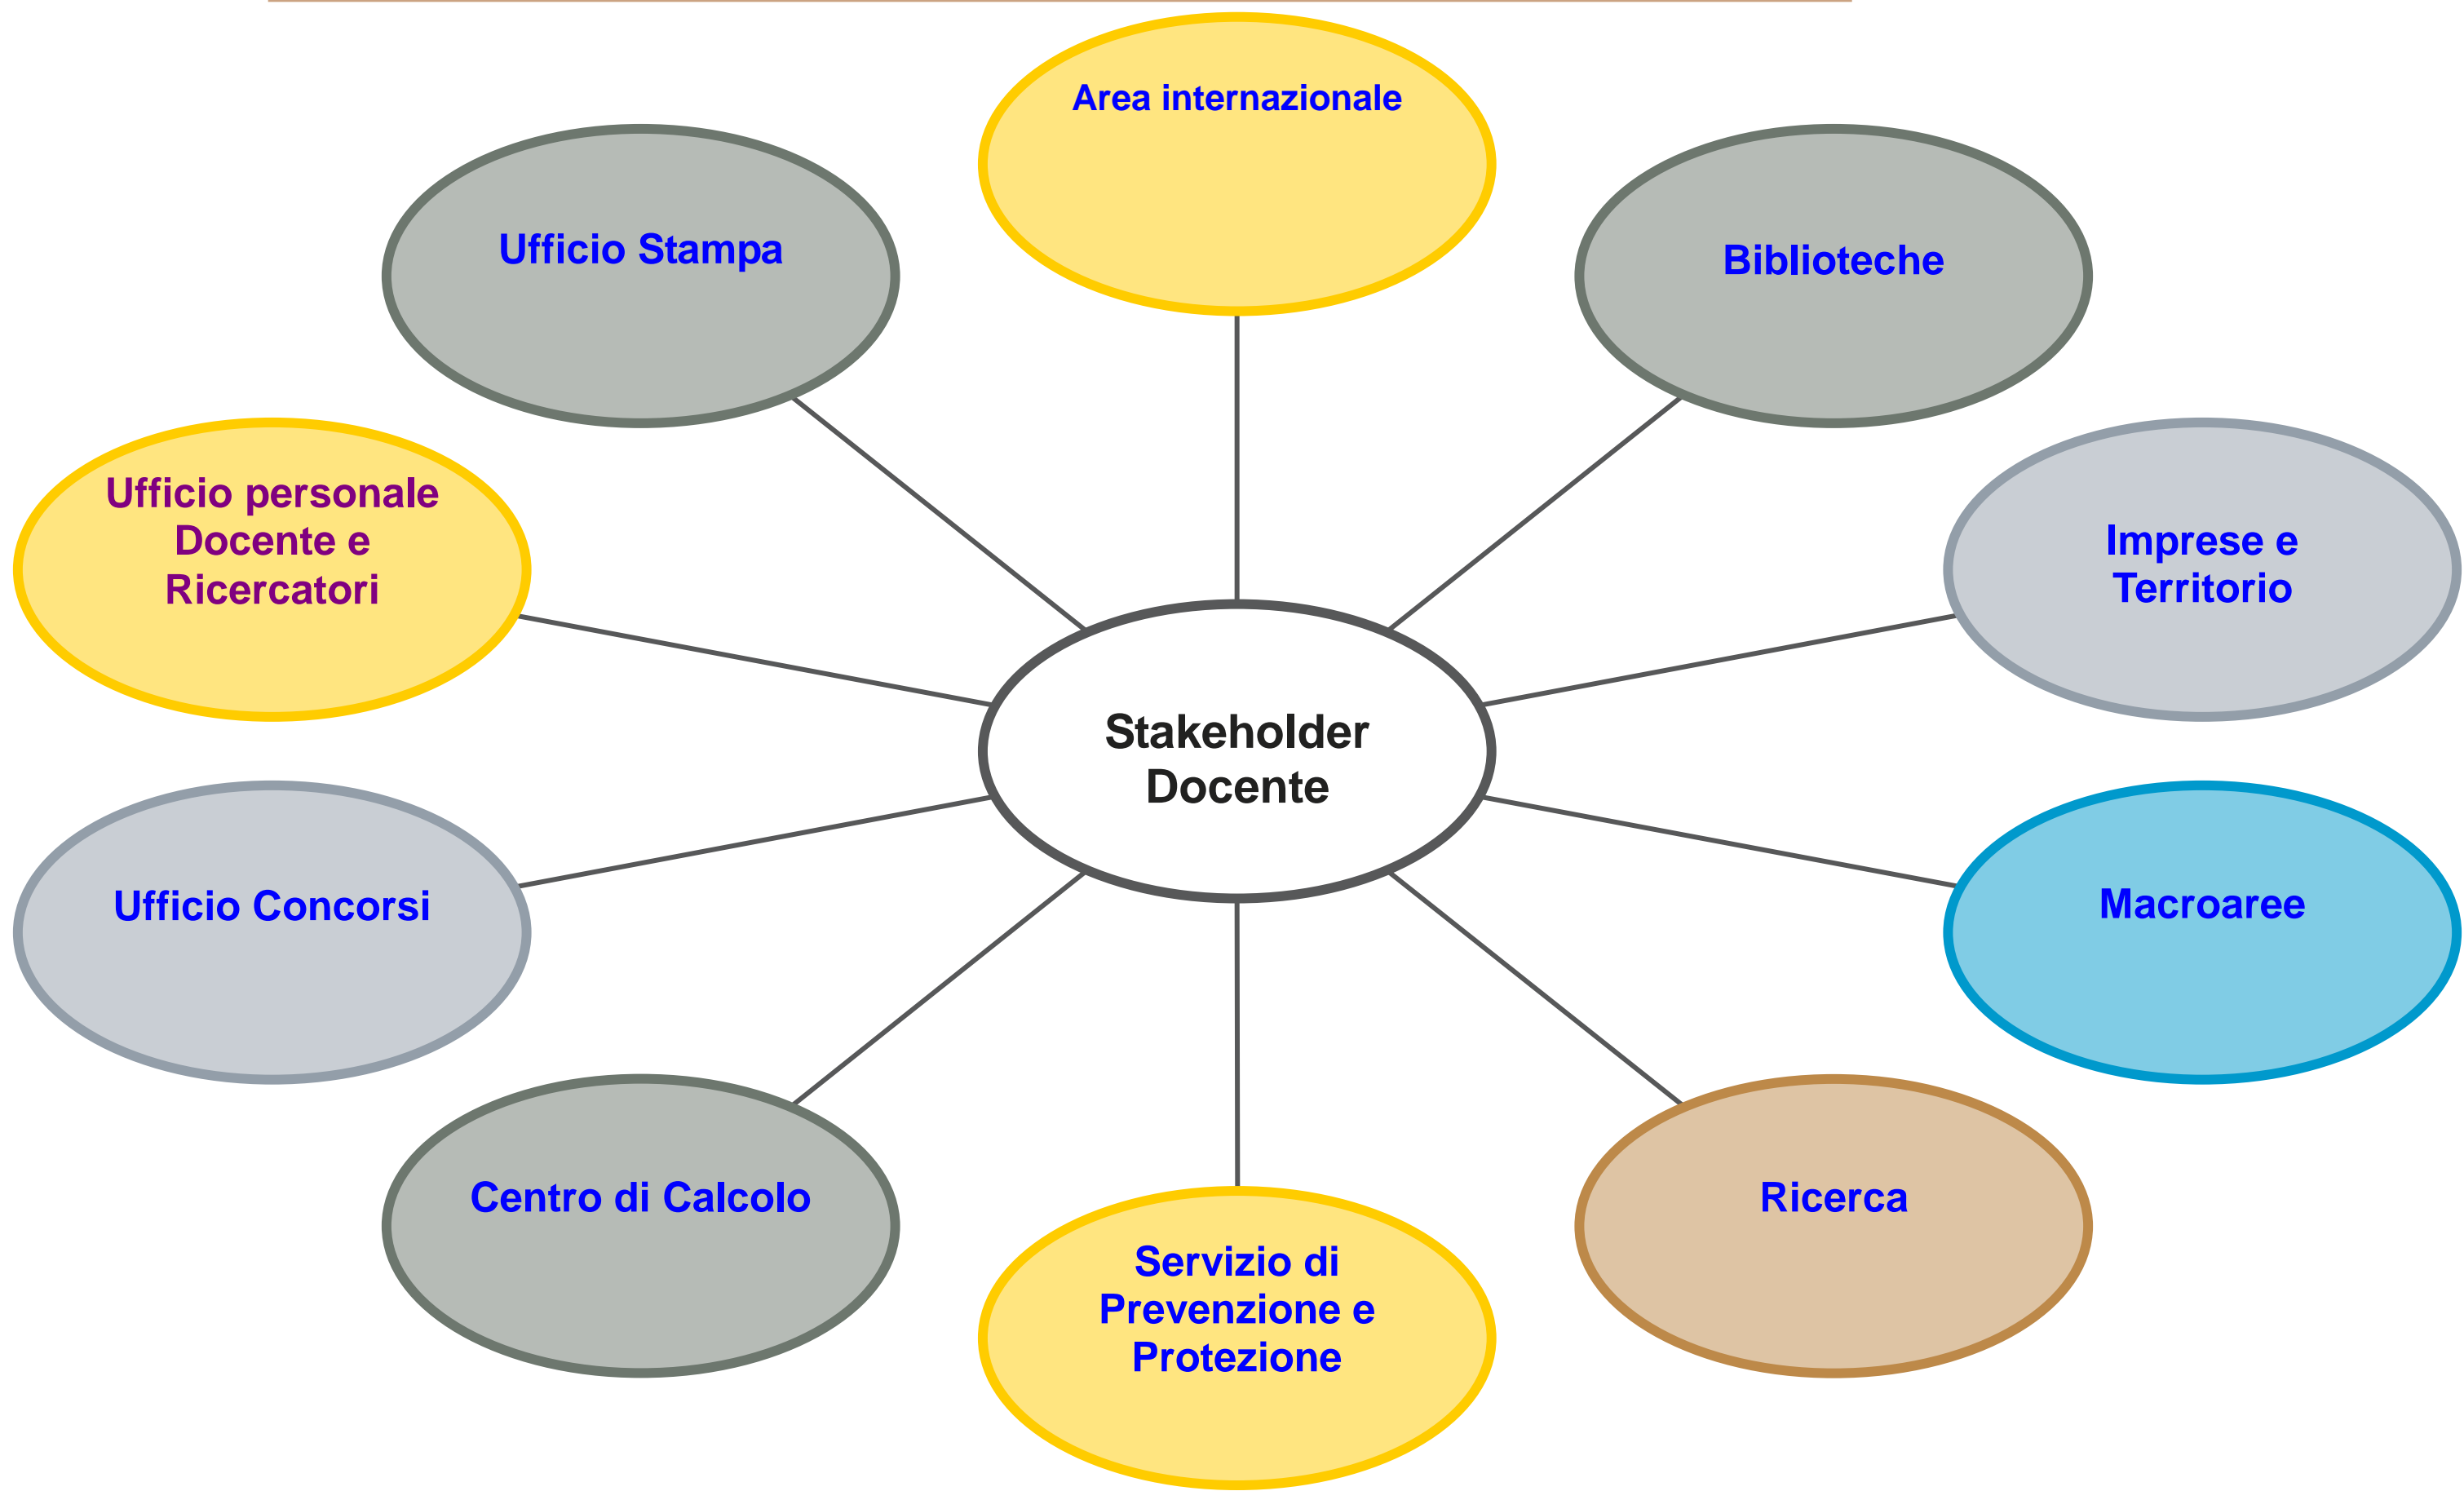 Area internazionale
Ufficio Stampa
Biblioteche
Ufficio personale
Docente e
Ricercatori
Imprese e
Territorio
Stakeholder
Docente
Ufficio Concorsi
Macroaree
Centro di Calcolo
Ricerca
Servizio di
Prevenzione e
Protezione